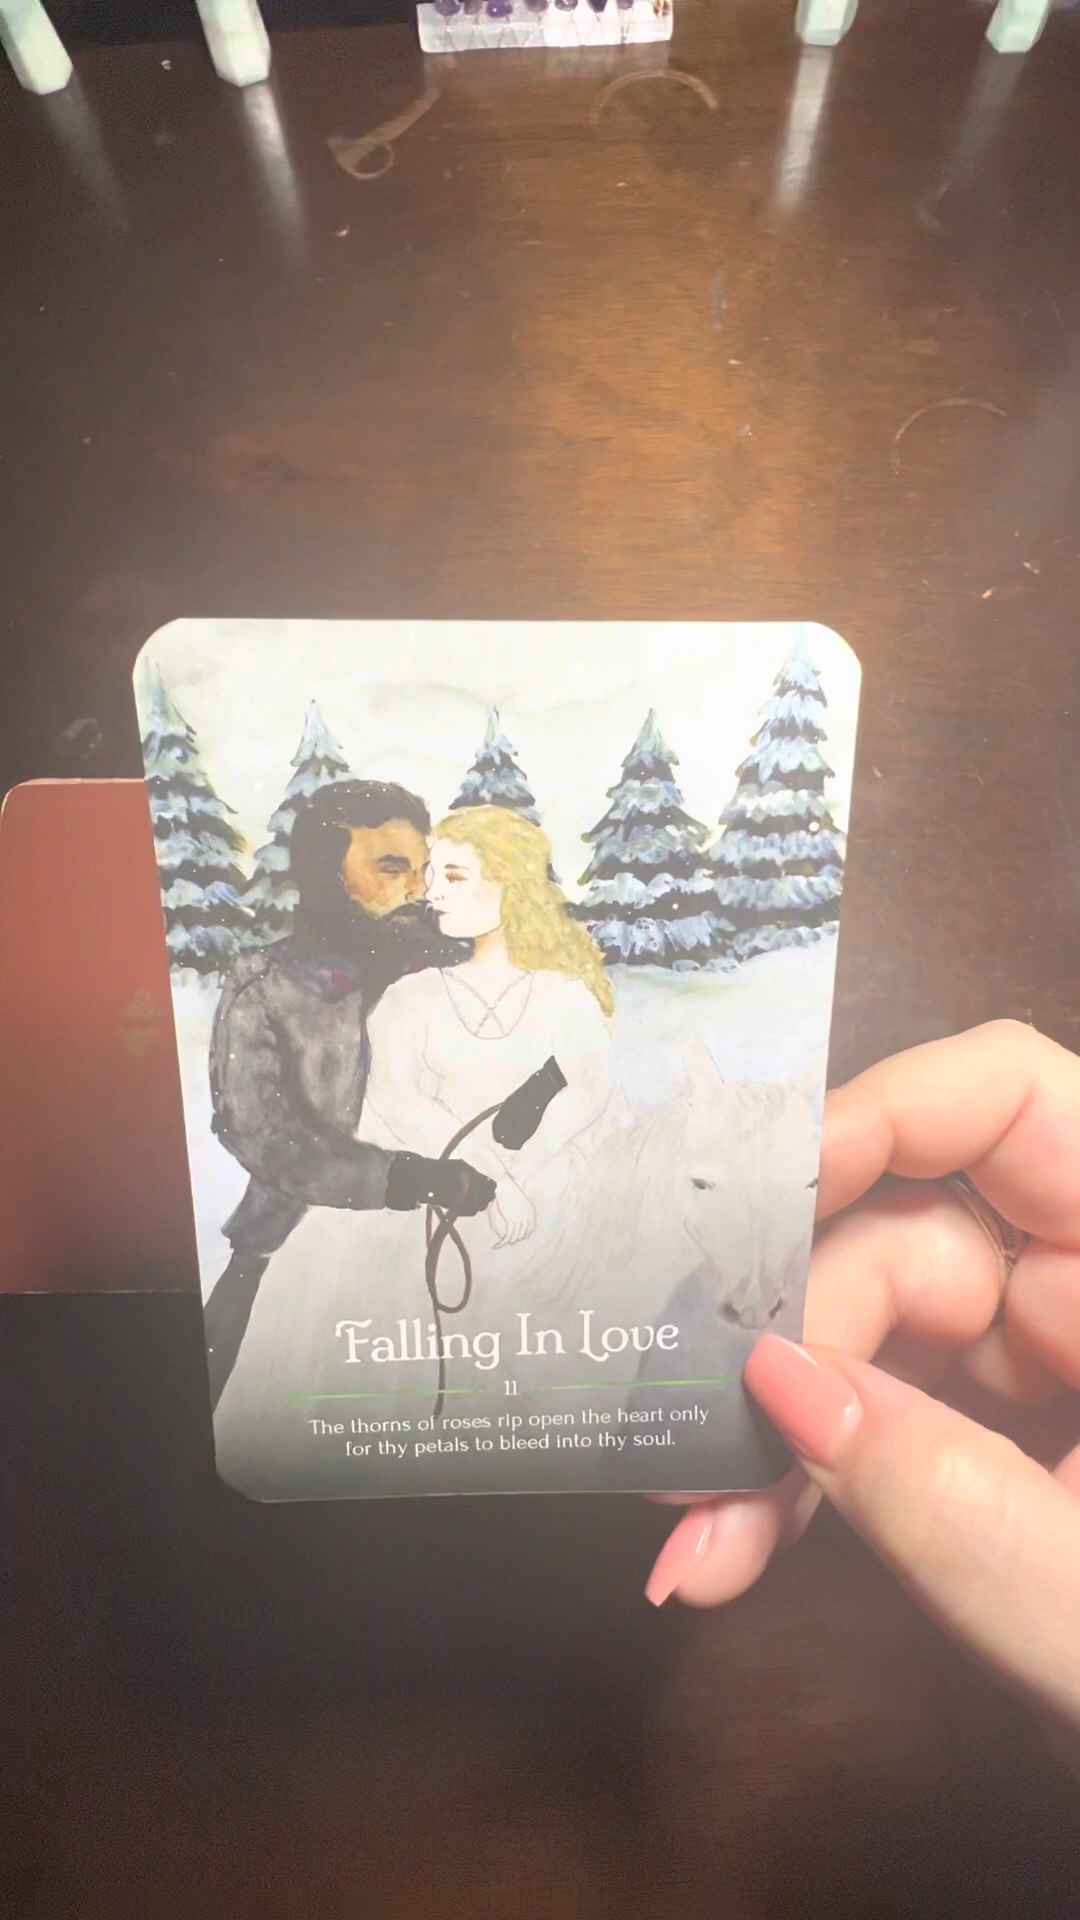 Falling In Love
11
The thorns of roses rip open the heart only
for thy petals to bleed into thy soul.